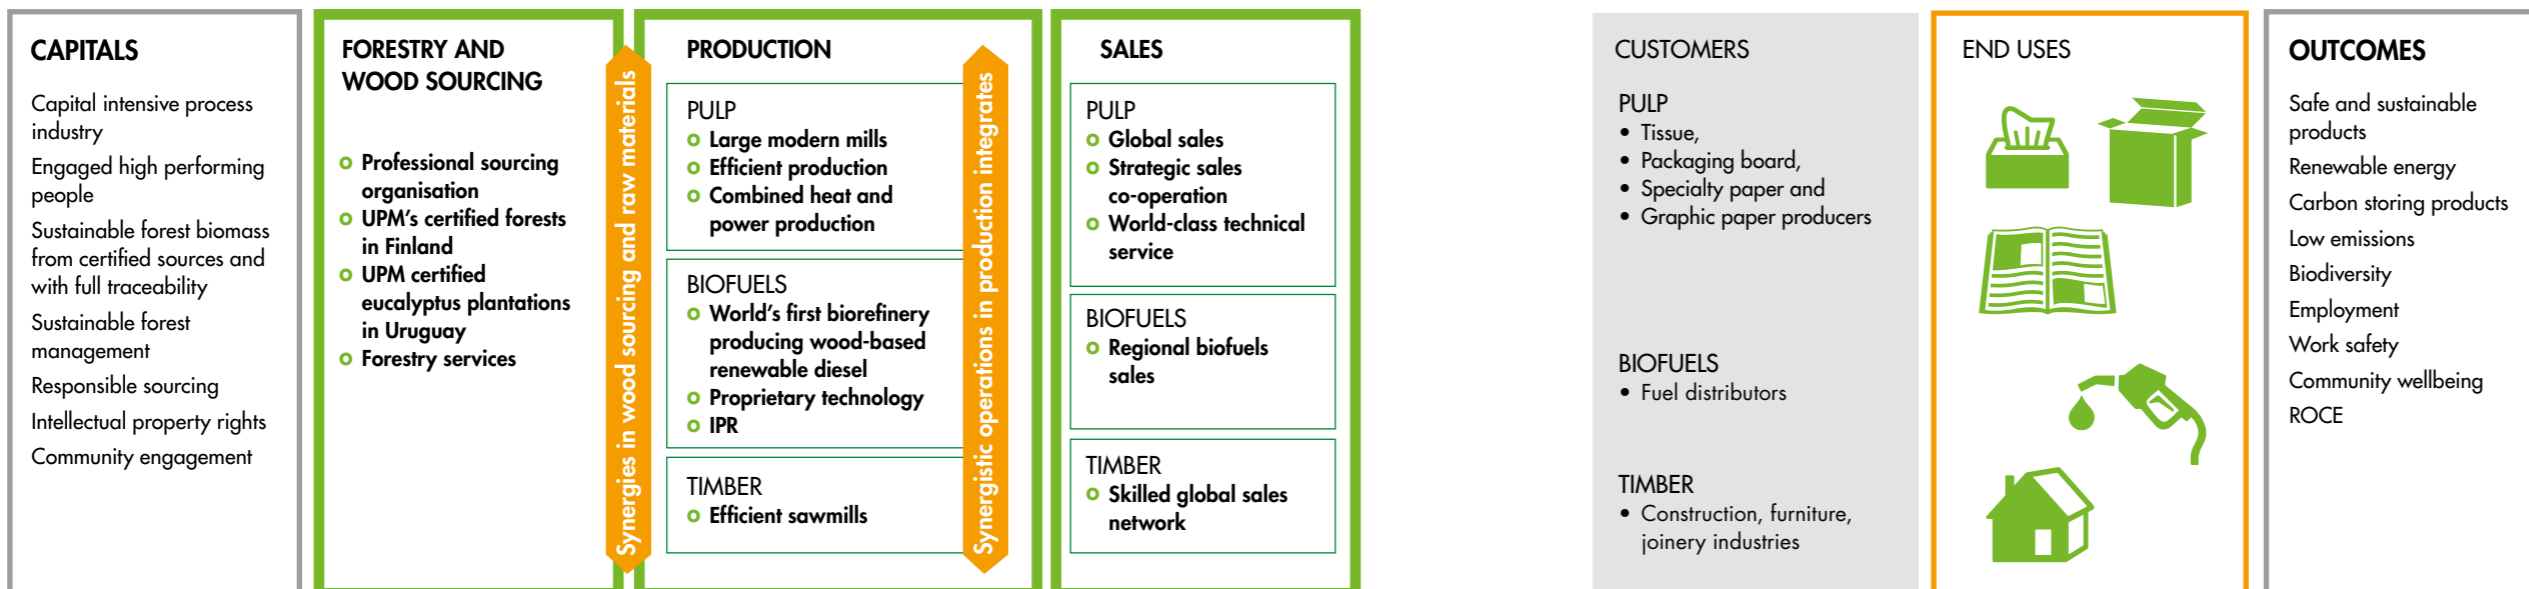 CAPITALS
Capital intensive process
industry
Engaged high performing
people
Sustainable forest biomass
from certified sources and
with full traceability
Sustainable forest
management
Responsible sourcing
Intellectual property rights
Community engagement
FORESTRY AND
WOOD SOURCING
Professional sourcing
organisation
UPM's certified forests
in Finland
UPM certified
eucalyptus plantations
in Uruguay
Forestry services
Synergies in wood sourcing and raw materials
PRODUCTION
PULP
Large modern mills
Efficient production
Combined heat and
power production
BIOFUELS
World's first biorefinery
producing wood-based
renewable diesel
Proprietary technology
IPR
TIMBER
Efficient sawmills
Synergistic operations in production integrates
SALES
PULP
Global sales
Strategic sales
co-operation
World-class technical
service
BIOFUELS
Regional biofuels
sales
TIMBER
Skilled global sales
network
CUSTOMERS
PULP
• Tissue,
• Packaging board,
• Specialty paper and
• Graphic paper producers
BIOFUELS
• Fuel distributors
TIMBER
• Construction, furniture,
joinery industries
END USES
OUTCOMES
Safe and sustainable
products
Renewable energy
Carbon storing products
Low emissions
Biodiversity
Employment
Work safety
Community wellbeing
ROCE